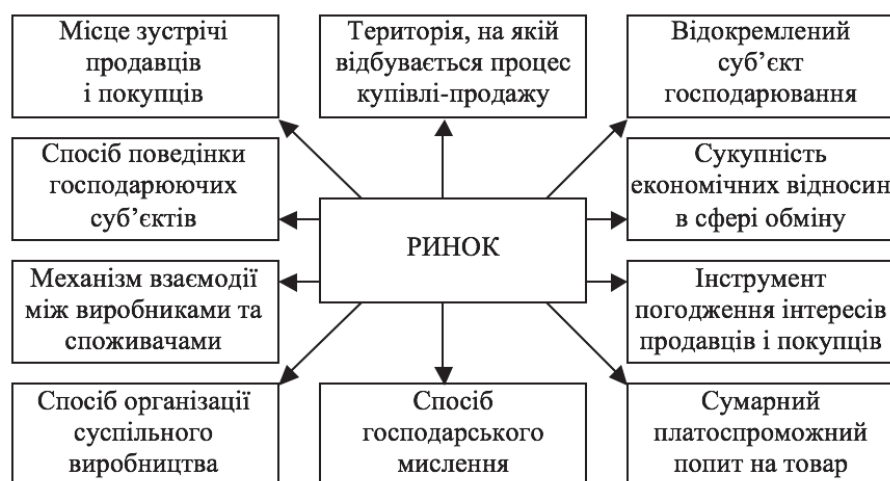 Місце зустрічі
продавців
і покупців
Територія, на якій
відбувається процес
купівлі-продажу
Відокремлений
суб’єкт
господарювання
Спосіб поведінки
господарюючих
суб’єктів
Сукупність
економічних відносин
в сфері обміну
РИНОК
Механізм взаємодії
між виробниками та
споживачами
Інструмент
погодження інтересів
продавців і покупців
Спосіб організації
суспільного
виробництва
Спосіб
господарського
мислення
Сумарний
платоспроможний
попит на товар